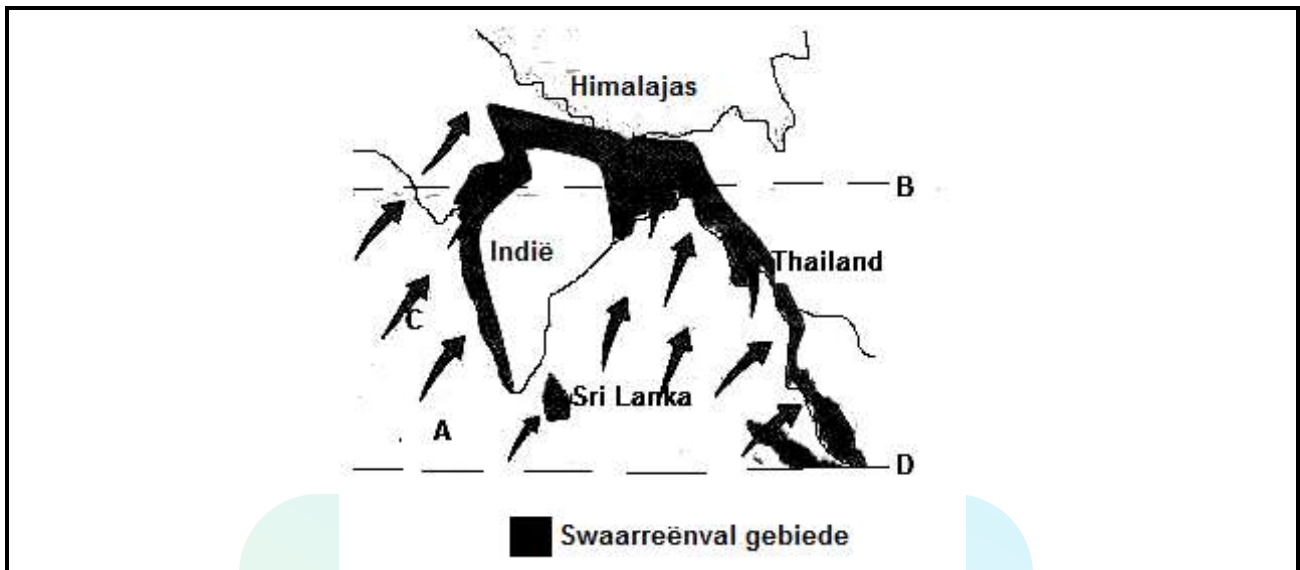 Himalajas
B
Indië
Thailand
C
Sri Lanka
A
D
Swaarreënval gebiede